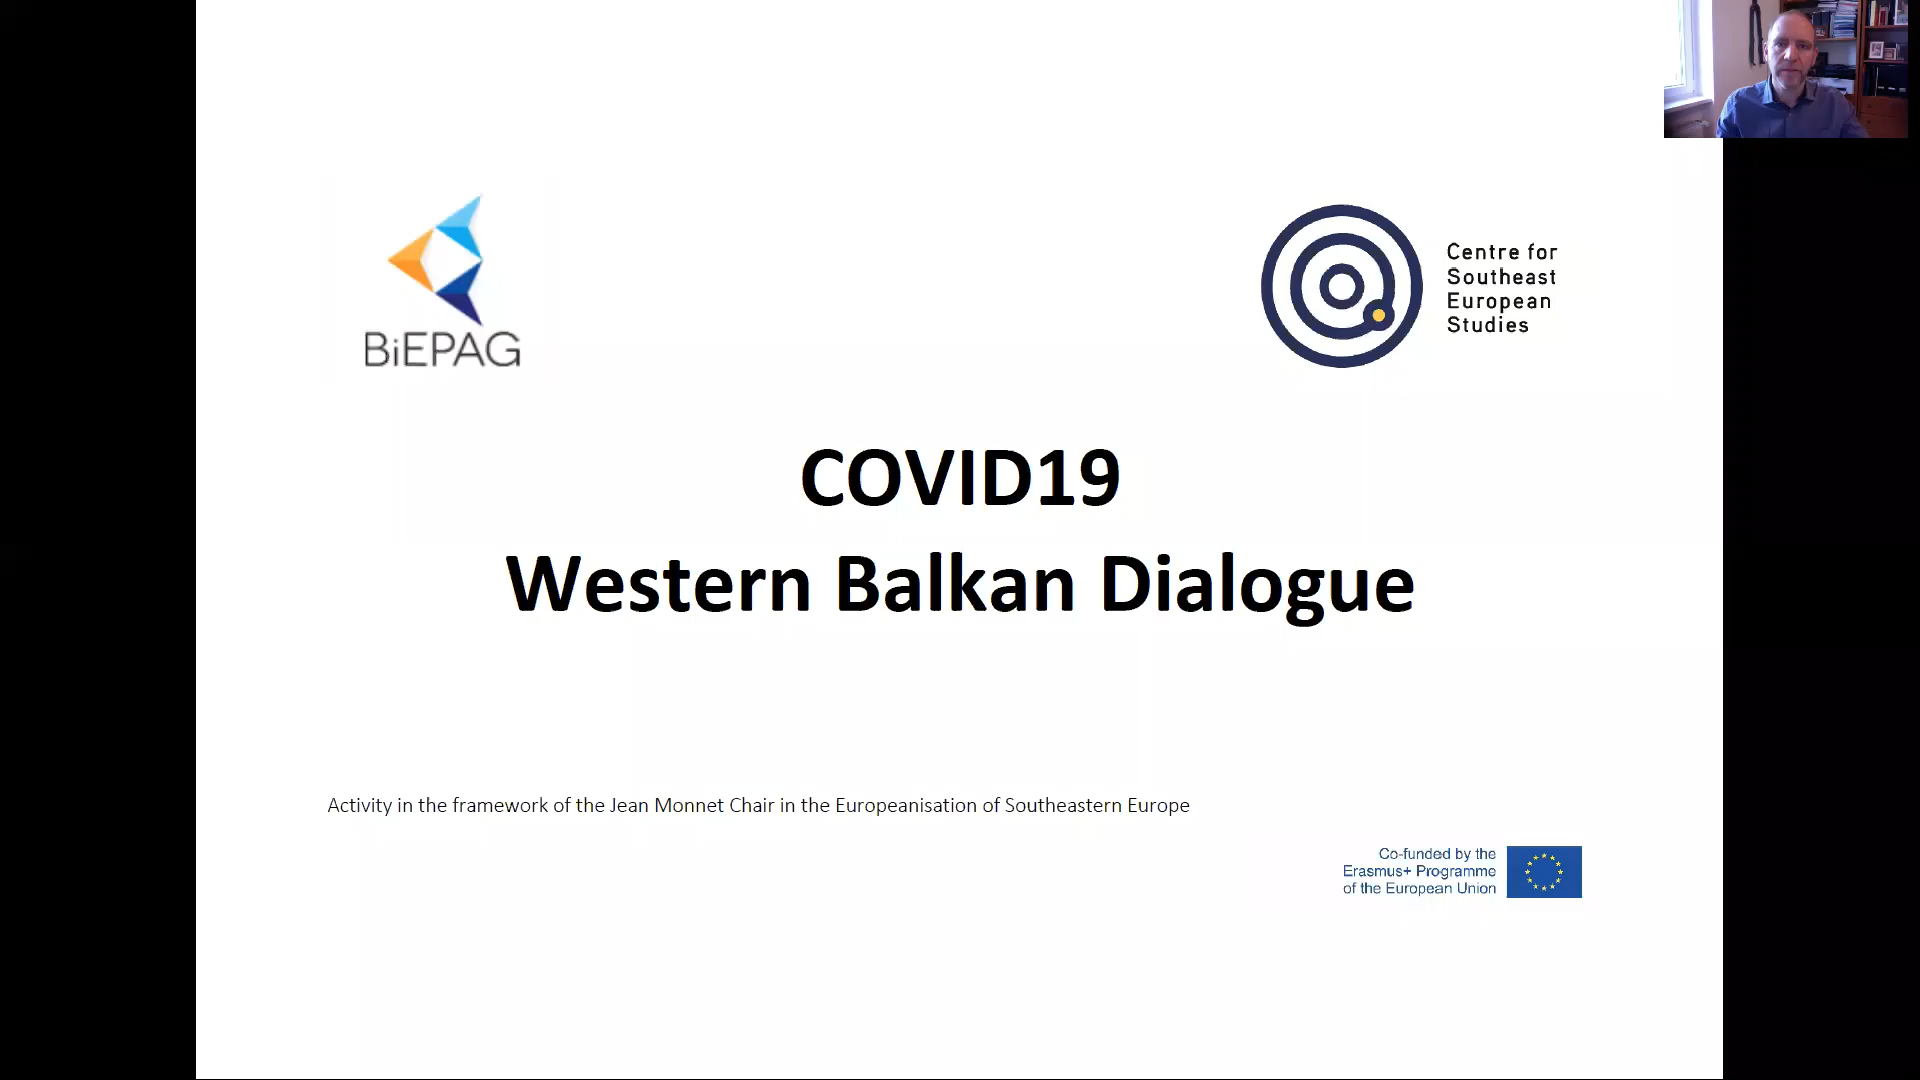 BiEPAG
Centre for
Southeast
European
Studies
COVID19
Western Balkan Dialogue
Activity in the framework of the Jean Monnet Chair in the Europeanisation of Southeastern Europe
Co-funded by the
Erasmus+ Programme
of the European Union